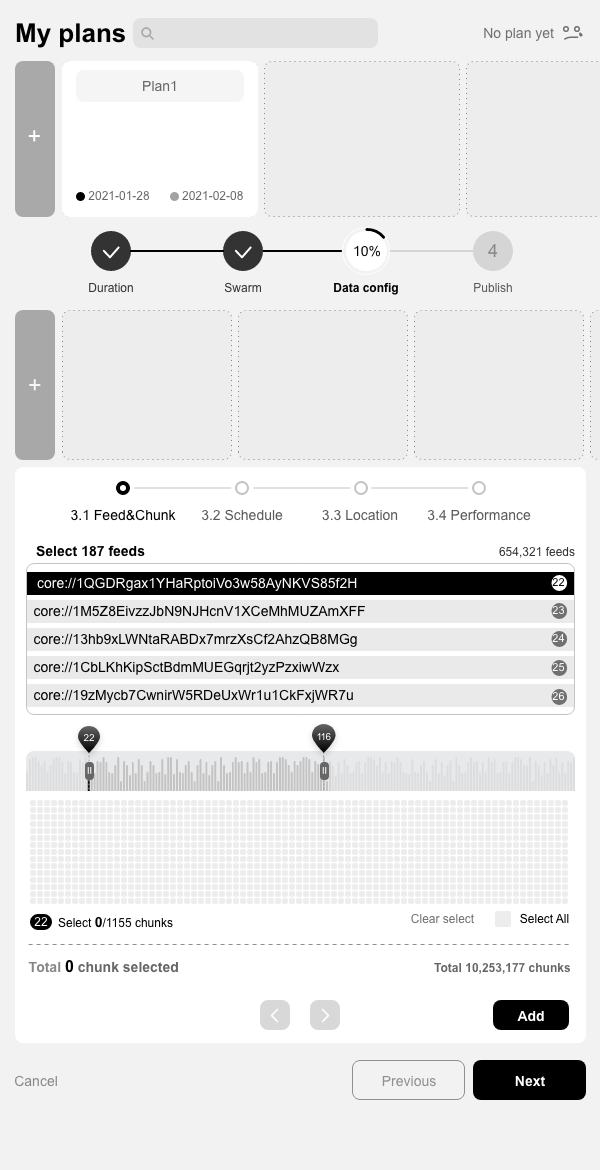 My plans
No plan yet
+
Plan1
2021-01-28
2021-02-08
10%
4
Duration
Swarm
Data config
Publish
+
3.1 Feed&Chunk
3.2 Schedule
3.3 Location
3.4 Performance
Select 187 feeds
654,321 feeds
core://1QGDRgax1YHaRptoiVo3w58AyNKVS85f2H
22
core://1M5Z8EivzzJbN9NJHcnV1XCeMhMUZAmXFF
23
core://13hb9xLWNtaRABDx7mrzXsCf2AhzQB8MGg
24
core://1CbLKhKipSctBdmMUEGqrjt2yzPzxiwWzx
25
core://19zMycb7CwnirW5RDeUxWr1u1CkFxjWR7u
26
22
116
22 Select 0/1155 chunks
Clear select
Select All
Total 0 chunk selected
Total 10,253,177 chunks
Add
Cancel
Previous
Next